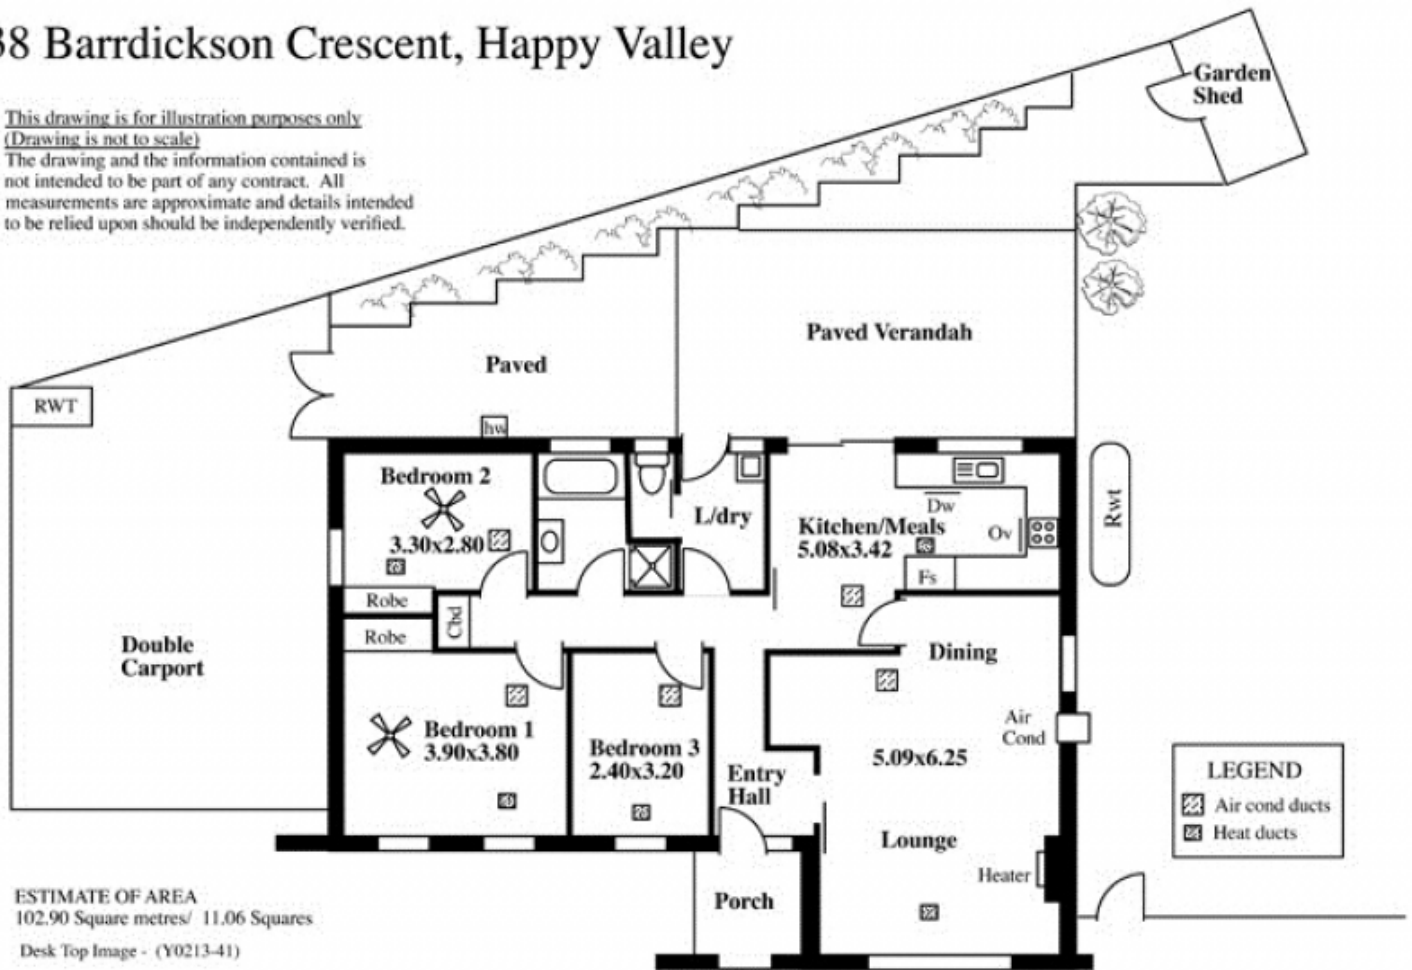 38 Barrdickson Crescent, Happy Valley
This drawing is for illustration purposes only
(Drawing is not to scale)
The drawing and the information contained is
not intended to be part of any contract. All
measurements are approximate and details intended
to be relied upon should be independently verified.
Garden
Shed
Paved Verandah
Paved
RWT
hw
Bedroom 2
3.30x2.80
L/dry
Kitchen/Meals
5.08x3.42
Dw
Ov
Fs
Rwt
Robe
Robe
Cbd
Double
Carport
Dining
Bedroom 1
3.90x3.80
Bedroom 3
2.40x3.20
Entry
Hall
Air
Cond
5.09x6.25
Lounge
Heater
Porch
LEGEND
Air cond ducts
Heat ducts
ESTIMATE OF AREA
102.90 Square metres/ 11.06 Squares
Desk Top Image - (Y0213-41)